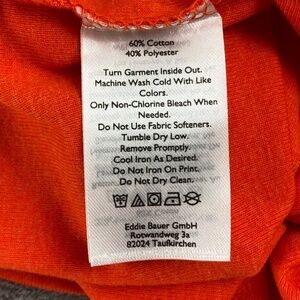 60% Cotton
40% Polyester
Turn Garment Inside Out.
Machine Wash Cold With Like
Colors.
Only Non-Chlorine Bleach When
Needed.
Do Not Use Fabric Softeners.
Tumble Dry Low.
Remove Promptly.
Cool Iron As Desired.
Do Not Iron On Print.
Do Not Dry Clean.
Eddie Bauer GmbH
Rotwandweg 3a
82024 Taufkirchen